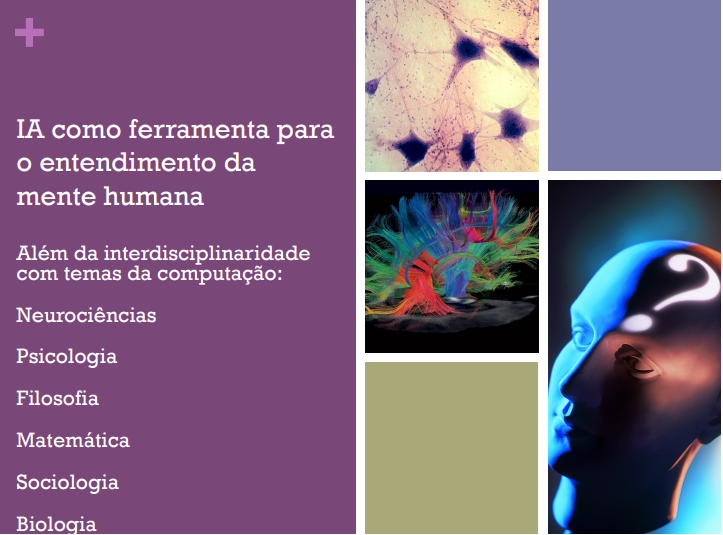 IA como ferramenta para
o entendimento da
mente humana
Além da interdisciplinaridade
com temas da computação:
Neurociências
Psicologia
Filosofia
Matemática
Sociologia
Biologia